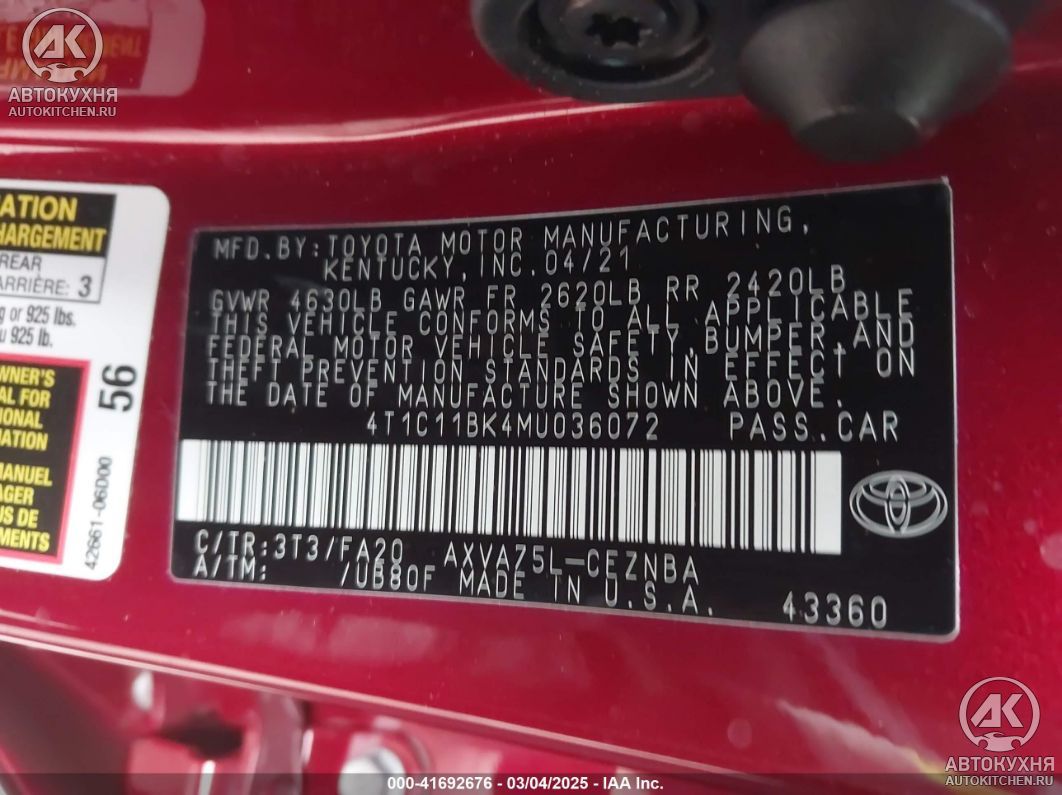 АВТОКУХНЯ
AUTOKITCHEN.RU
ATION
HARGEMENT
REAR
ARRIÈRE: 3
g or 925 lbs.
u 925 lb.
WNER'S
AL FOR
IONAL
ATION
MANUEL
AGER
US DE
EMENTS
56
42661-06D00
MFD.BY:TOYOTA MOTOR MANUFACTURING,
KENTUCKY,INC.04/21
GVWR 4630LB GAWR FR 2620LB RR 2420LB
THIS VEHICLE CONFORMS TO ALL APPLICABLE
FEDERAL MOTOR VEHICLE SAFETY,BUMPER,AND
THEFT PREVENTION STANDARDS IN EFFECT ON
THE DATE OF MANUFACTURE SHOWN ABOVE.
4T1C11BK4MU036072 PASS.CAR
C/TR:3T3/FA20 AXVA75L-CEZNBA
A/TM: /UB80F MADE IN U.S.A. 43360
АВТОКУХНЯ
AUTOKITCHEN.RU
000-41692676 - 03/04/2025 - IAA Inc.